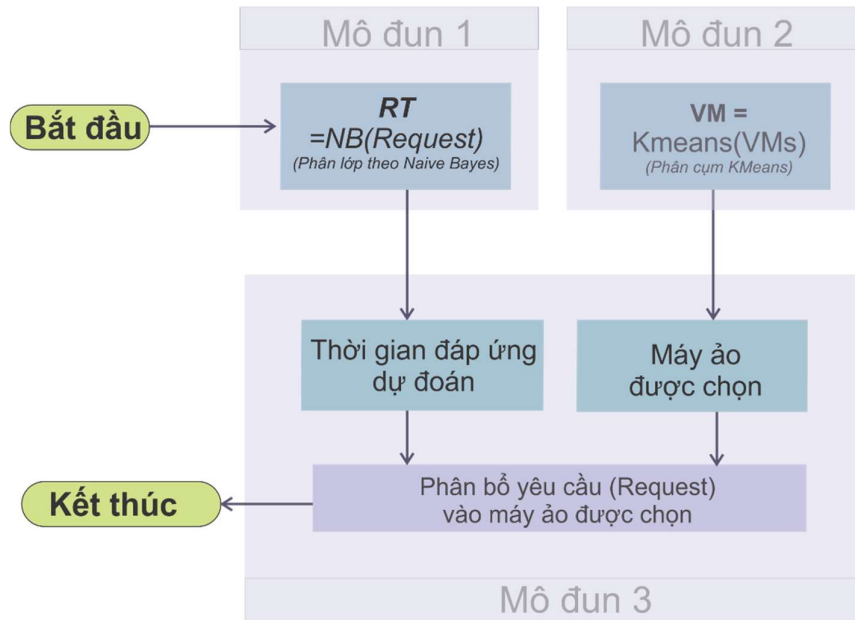 Mô đun 1
Mô đun 2
Bắt đầu
RT
=NB(Request)
(Phân lớp theo Naive Bayes)
VM =
Kmeans(VMs)
(Phân cụm KMeans)
Thời gian đáp ứng
dự đoán
Máy ảo
được chọn
Kết thúc
Phân bổ yêu cầu (Request)
vào máy ảo được chọn
Mô đun 3